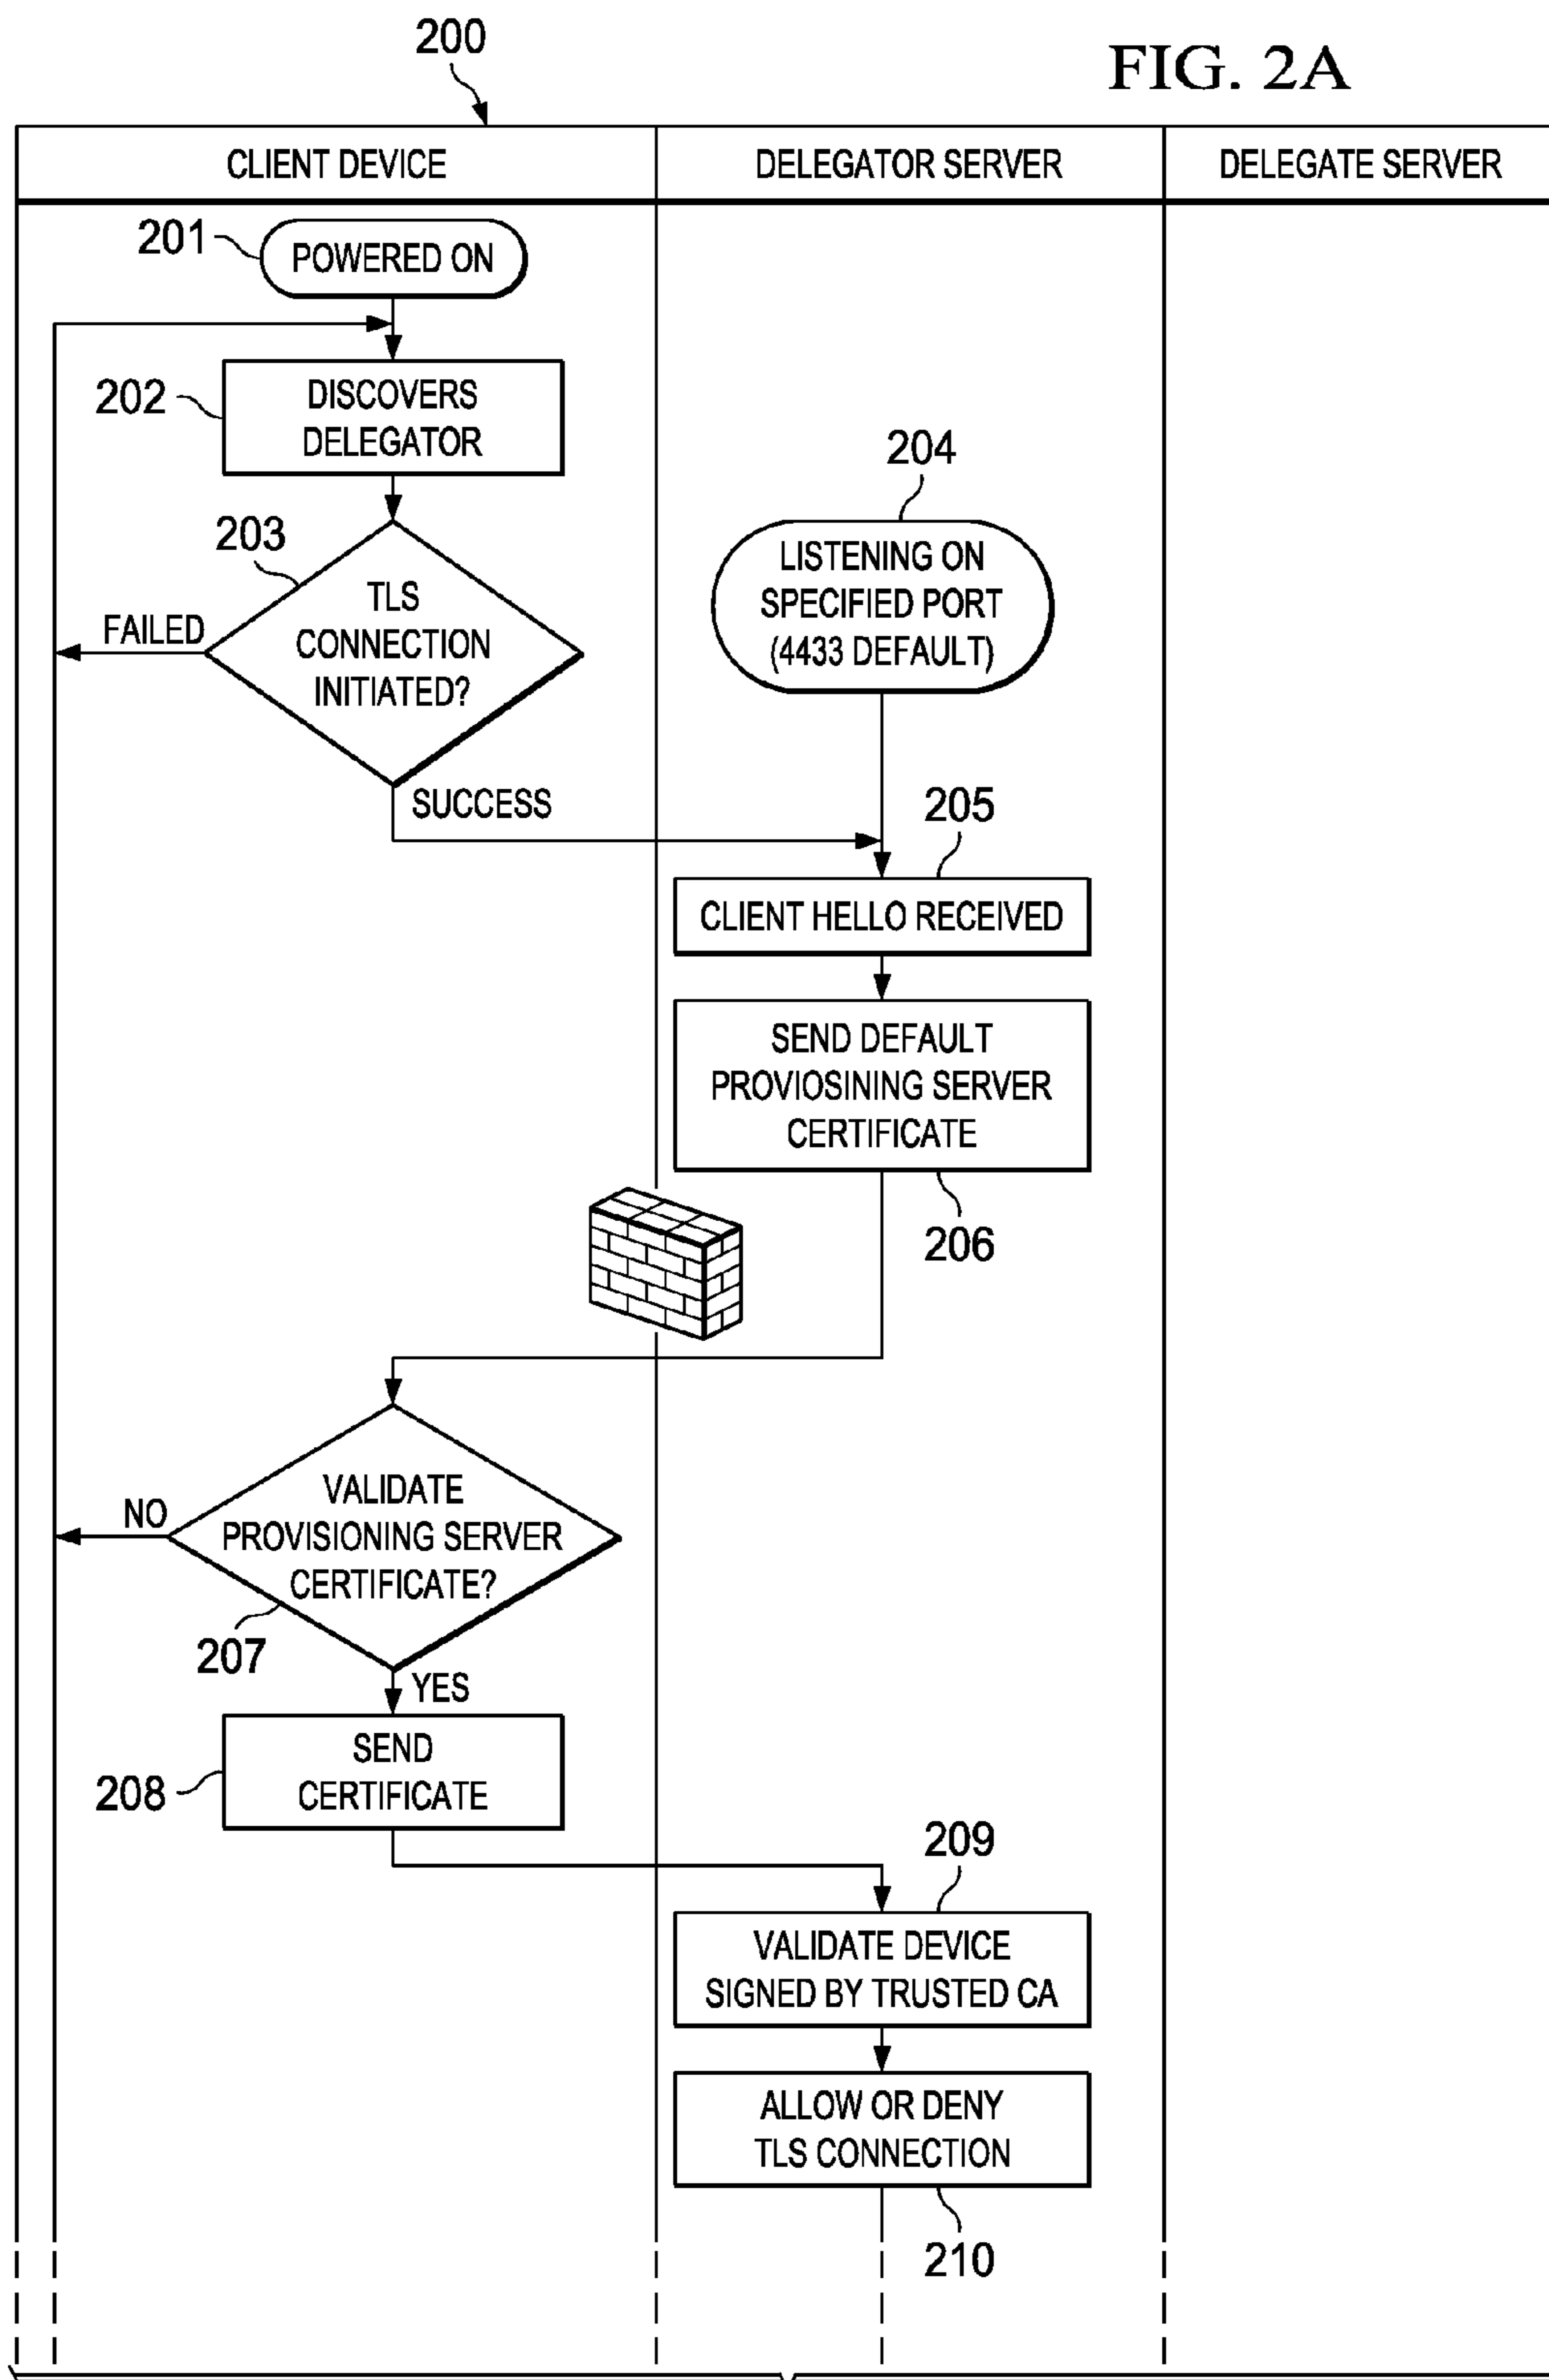 200
FIG. 2A
CLIENT DEVICE
DELEGATOR SERVER
DELEGATE SERVER
201
POWERED ON
202
DISCOVERS
DELEGATOR
203
TLS
CONNECTION
INITIATED?
FAILED
SUCCESS
204
LISTENING ON
SPECIFIED PORT
(4433 DEFAULT)
205
CLIENT HELLO RECEIVED
SEND DEFAULT
PROVIOSINING SERVER
CERTIFICATE
206
VALIDATE
PROVISIONING SERVER
CERTIFICATE?
NO
207
YES
SEND
CERTIFICATE
208
209
VALIDATE DEVICE
SIGNED BY TRUSTED CA
ALLOW OR DENY
TLS CONNECTION
210